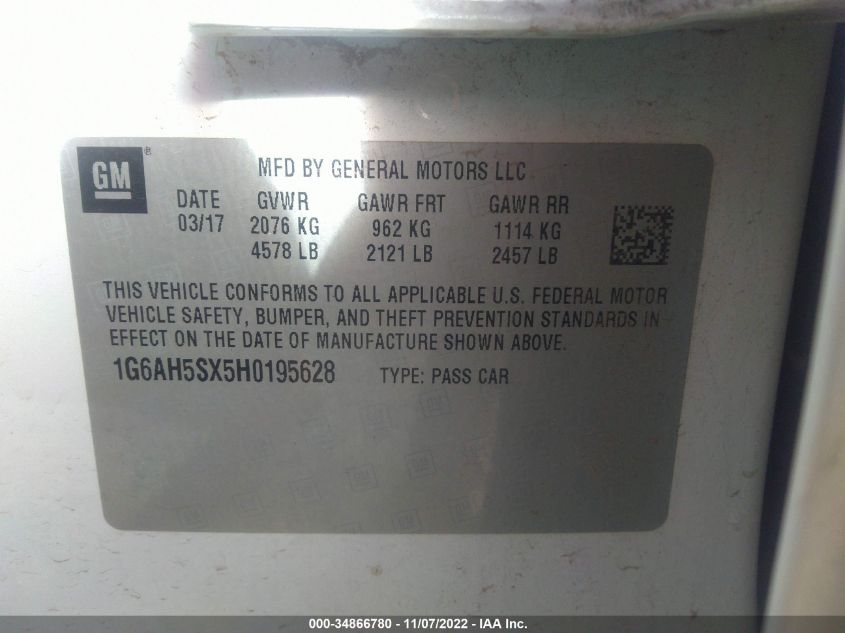 GM®
MFD BY GENERAL MOTORS LLC
DATE GVWR GAWR FRT GAWR RR
03/17 2076 KG 962 KG 1114 KG
4578 LB 2121 LB 2457 LB
THIS VEHICLE CONFORMS TO ALL APPLICABLE U.S. FEDERAL MOTOR
VEHICLE SAFETY, BUMPER, AND THEFT PREVENTION STANDARDS IN
EFFECT ON THE DATE OF MANUFACTURE SHOWN ABOVE.
1G6AH5SX5H0195628 TYPE: PASS CAR
000-34866780 - 11/07/2022 - IAA Inc.